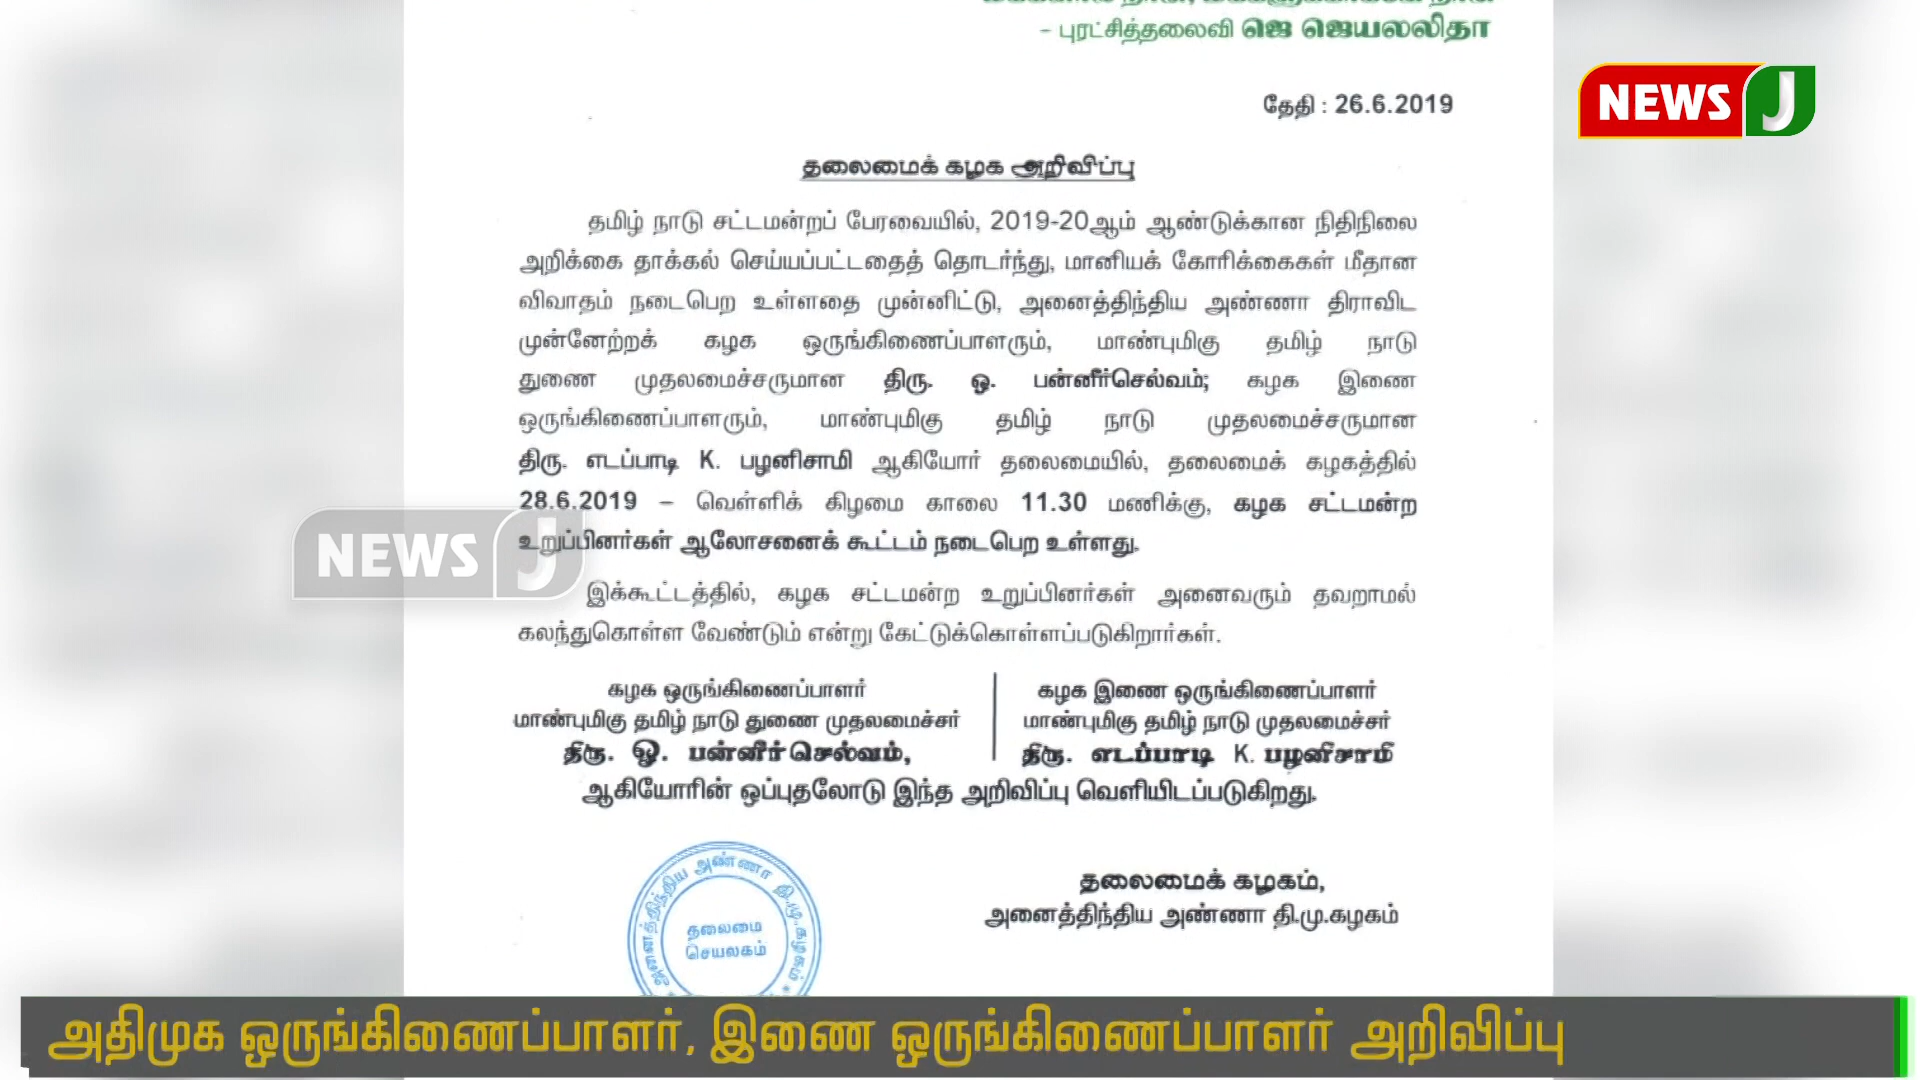 - புரட்சித்தலைவி ஜெ ஜெயலலிதா
NEWS J
தேதி : 26.6.2019
தலைமைக் கழக அறிவிப்பு
தமிழ் நாடு சட்டமன்றப் பேரவையில், 2019-20ஆம் ஆண்டுக்கான நிதிநிலை
அறிக்கை தாக்கல் செய்யப்பட்டதைத் தொடர்ந்து, மானியக் கோரிக்கைகள் மீதான
விவாதம் நடைபெற உள்ளதை முன்னிட்டு, அனைத்திந்திய அண்ணா திராவிட
முன்னேற்றக் கழக ஒருங்கிணைப்பாளரும், மாண்புமிகு தமிழ் நாடு
துணை முதலமைச்சருமான திரு. ஓ. பன்னீர்செல்வம்; கழக இணை
ஒருங்கிணைப்பாளரும், மாண்புமிகு தமிழ் நாடு முதலமைச்சருமான
திரு. எடப்பாடி K. பழனிசாமி ஆகியோர் தலைமையில், தலைமைக் கழகத்தில்
28.6.2019 – வெள்ளிக் கிழமை காலை 11.30 மணிக்கு, கழக சட்டமன்ற
உறுப்பினர்கள் ஆலோசனைக் கூட்டம் நடைபெற உள்ளது.
NEWS J
இக்கூட்டத்தில், கழக சட்டமன்ற உறுப்பினர்கள் அனைவரும் தவறாமல்
கலந்துகொள்ள வேண்டும் என்று கேட்டுக்கொள்ளப்படுகிறார்கள்.
கழக ஒருங்கிணைப்பாளர்
மாண்புமிகு தமிழ் நாடு துணை முதலமைச்சர்
திரு. ஓ. பன்னீர்செல்வம்,
கழக இணை ஒருங்கிணைப்பாளர்
மாண்புமிகு தமிழ் நாடு முதலமைச்சர்
திரு. எடப்பாடி K. பழனிசாமி
ஆகியோரின் ஒப்புதலோடு இந்த அறிவிப்பு வெளியிடப்படுகிறது.
அனைத்திந்திய அண்ணா தி.மு.கழகம்
தலைமை
செயலகம்
தலைமைக் கழகம்,
அனைத்திந்திய அண்ணா தி.மு.கழகம்
அதிமுக ஒருங்கிணைப்பாளர், இணை ஒருங்கிணைப்பாளர் அறிவிப்பு